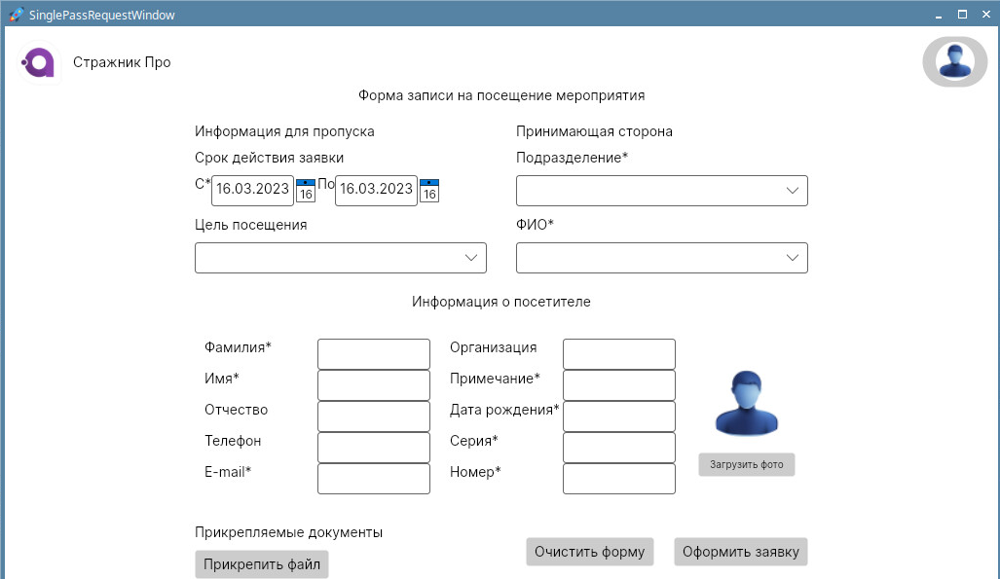 SinglePassRequestWindow
Стражник Про
Форма записи на посещение мероприятия
Информация для пропуска
Срок действия заявки
С* 16.03.2023 16 По 16.03.2023 16
Цель посещения
Принимающая сторона
Подразделение*
ФИО*
Информация о посетителе
Фамилия*
Имя*
Отчество
Телефон
E-mail*
Организация
Примечание*
Дата рождения*
Серия*
Номер*
Загрузить фото
Прикрепляемые документы
Прикрепить файл
Очистить форму
Оформить заявку